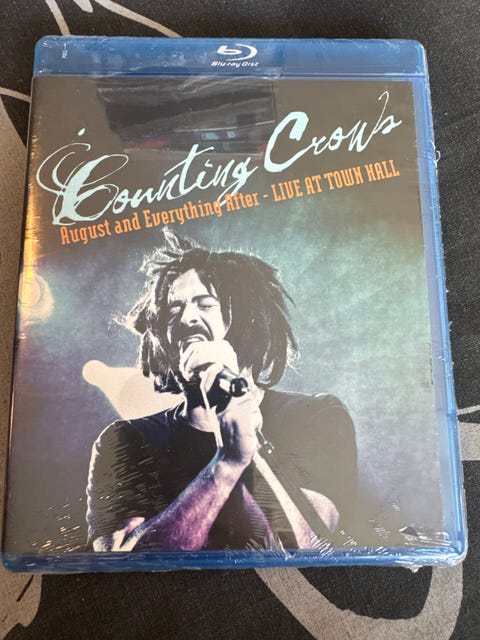 Blu-ray Disc
Counting Crows
August and Everything After - LIVE AT TOWN HALL